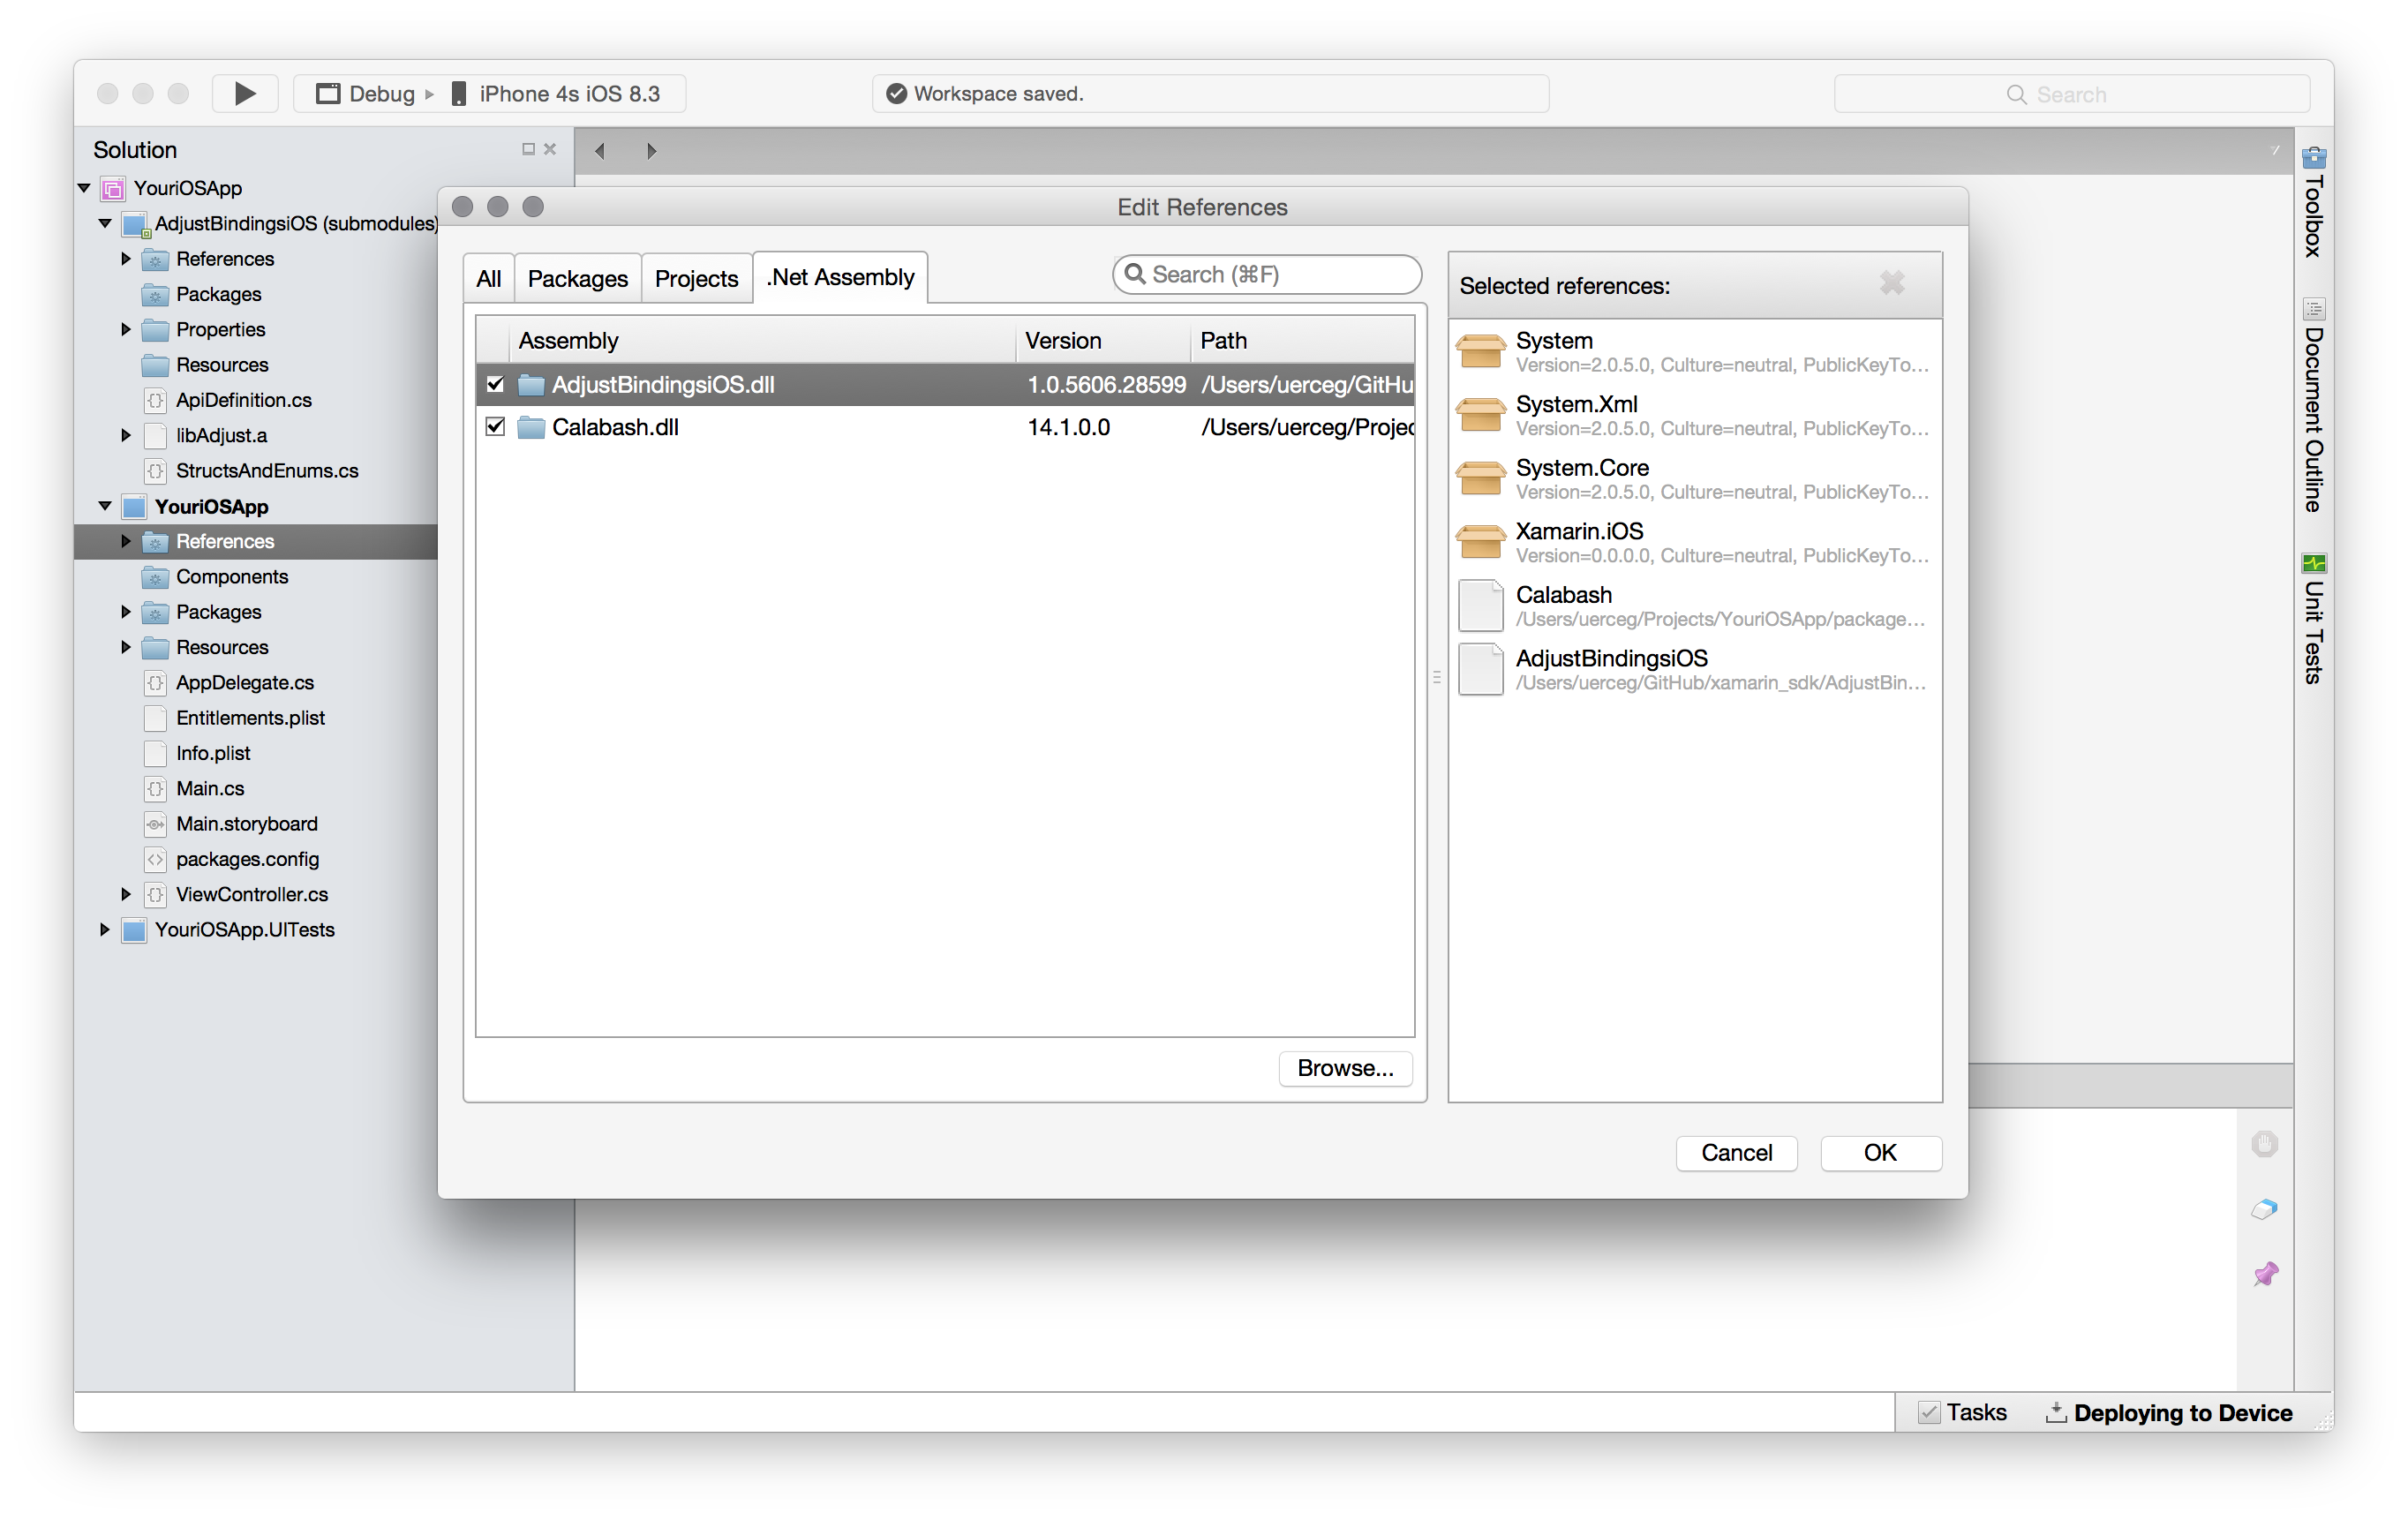 Debug
iPhone 4s iOS 8.3
Workspace saved.
Search
Solution
YouriOSApp
AdjustBindingsiOS (submodules)
References
Packages
Properties
Resources
ApiDefinition.cs
libAdjust.a
StructsAndEnums.cs
YouriOSApp
References
Components
Packages
Resources
AppDelegate.cs
Entitlements.plist
Info.plist
Main.cs
Main.storyboard
packages.config
ViewController.cs
YouriOSApp.UITests
Edit References
All
Packages
Projects
.Net Assembly
Search (⌘F)
Assembly Version Path
AdjustBindingsiOS.dll 1.0.5606.28599 /Users/uerceg/GitHu
Calabash.dll 14.1.0.0 /Users/uerceg/Projec
Browse...
Selected references:
System
Version=2.0.5.0, Culture=neutral, PublicKeyTo...
System.Xml
Version=2.0.5.0, Culture=neutral, PublicKeyTo...
System.Core
Version=2.0.5.0, Culture=neutral, PublicKeyTo...
Xamarin.iOS
Version=0.0.0.0, Culture=neutral, PublicKeyTo...
Calabash
/Users/uerceg/Projects/YouriOSApp/package...
AdjustBindingsiOS
/Users/uerceg/GitHub/xamarin_sdk/AdjustBin...
Cancel
OK
Toolbox
Document Outline
Unit Tests
Tasks
Deploying to Device